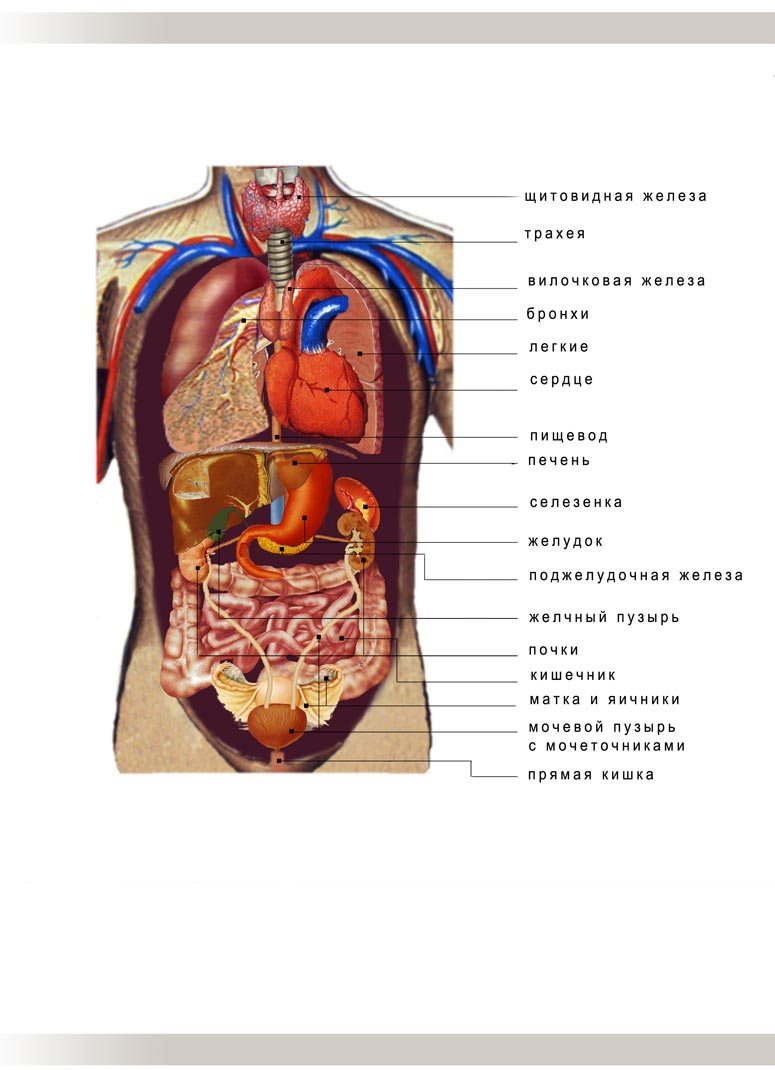 щитовидная железа
трахея
вилочковая железа
бронхи
легкие
сердце
пищевод
печень
селезенка
желудок
поджелудочная железа
желчный пузырь
почки
кишечник
матка и яичники
мочевой пузырь
с мочеточниками
прямая кишка